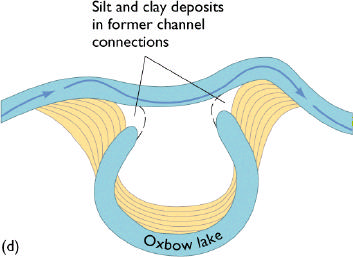 Silt and clay deposits
in former channel
connections
Oxbow lake
(d)